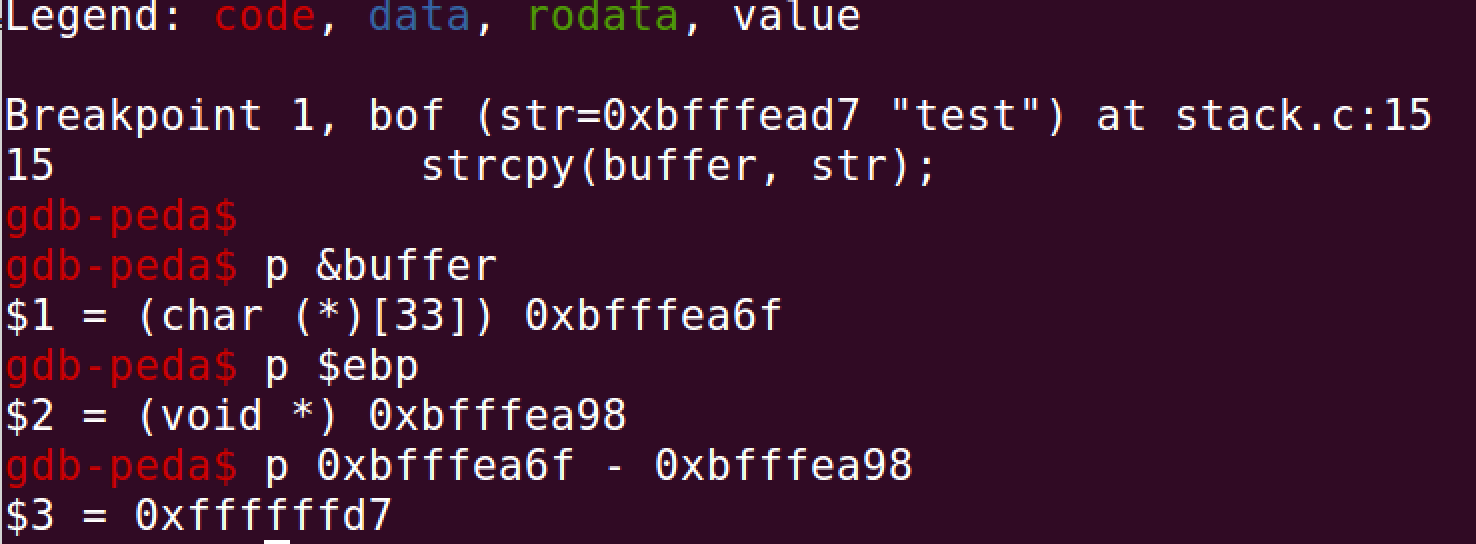 Legend: code, data, rodata, value
Breakpoint 1, bof (str=0xbfffead7 "test") at stack.c:15
15 strcpy(buffer, str);
gdb-peda$
gdb-peda$ p &buffer
$1 = (char (*)[33]) 0xbfffea6f
gdb-peda$ p $ebp
$2 = (void *) 0xbfffea98
gdb-peda$ p 0xbfffea6f - 0xbfffea98
$3 = 0xffffffd7